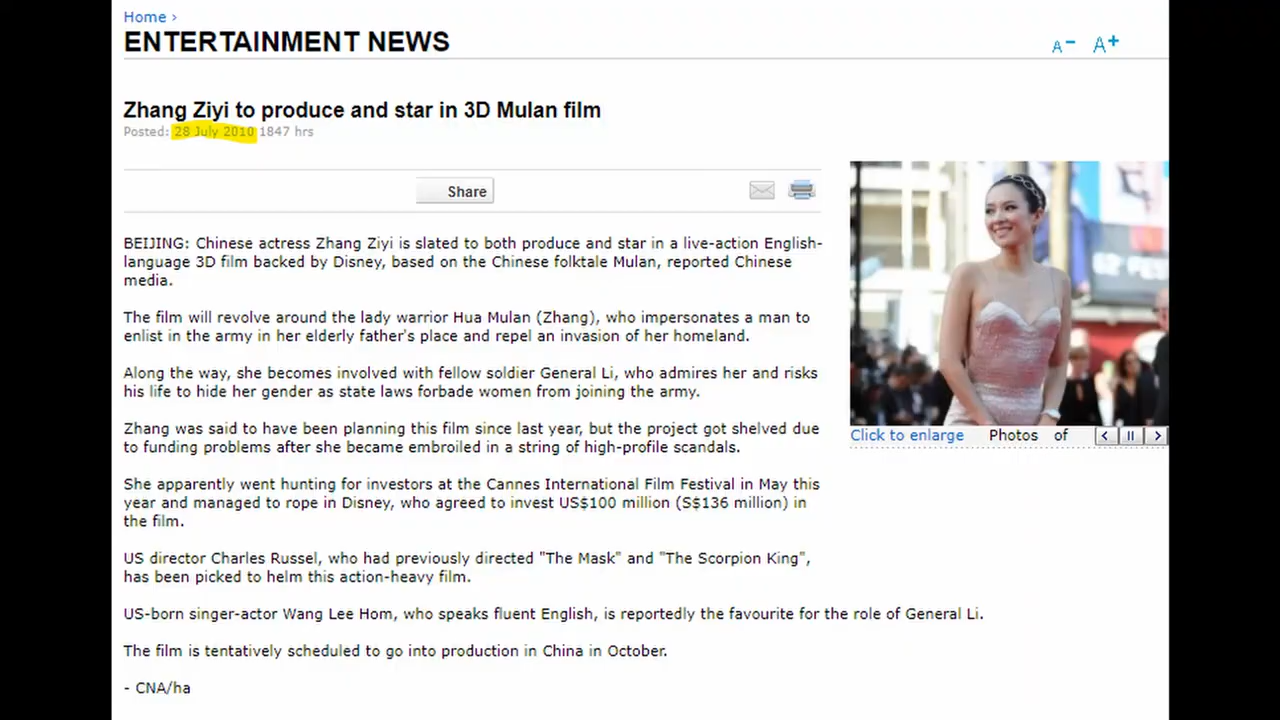 Home ›
ENTERTAINMENT NEWS
A− A+
Zhang Ziyi to produce and star in 3D Mulan film
Posted: 28 July 2010 1847 hrs
Share
BEIJING: Chinese actress Zhang Ziyi is slated to both produce and star in a live-action English-
language 3D film backed by Disney, based on the Chinese folktale Mulan, reported Chinese
media.
The film will revolve around the lady warrior Hua Mulan (Zhang), who impersonates a man to
enlist in the army in her elderly father's place and repel an invasion of her homeland.
Along the way, she becomes involved with fellow soldier General Li, who admires her and risks
his life to hide her gender as state laws forbade women from joining the army.
Zhang was said to have been planning this film since last year, but the project got shelved due
to funding problems after she became embroiled in a string of high-profile scandals.
She apparently went hunting for investors at the Cannes International Film Festival in May this
year and managed to rope in Disney, who agreed to invest US$100 million (S$136 million) in
the film.
US director Charles Russel, who had previously directed "The Mask" and "The Scorpion King",
has been picked to helm this action-heavy film.
US-born singer-actor Wang Lee Hom, who speaks fluent English, is reportedly the favourite for the role of General Li.
The film is tentatively scheduled to go into production in China in October.
- CNA/ha
Click to enlarge Photos of